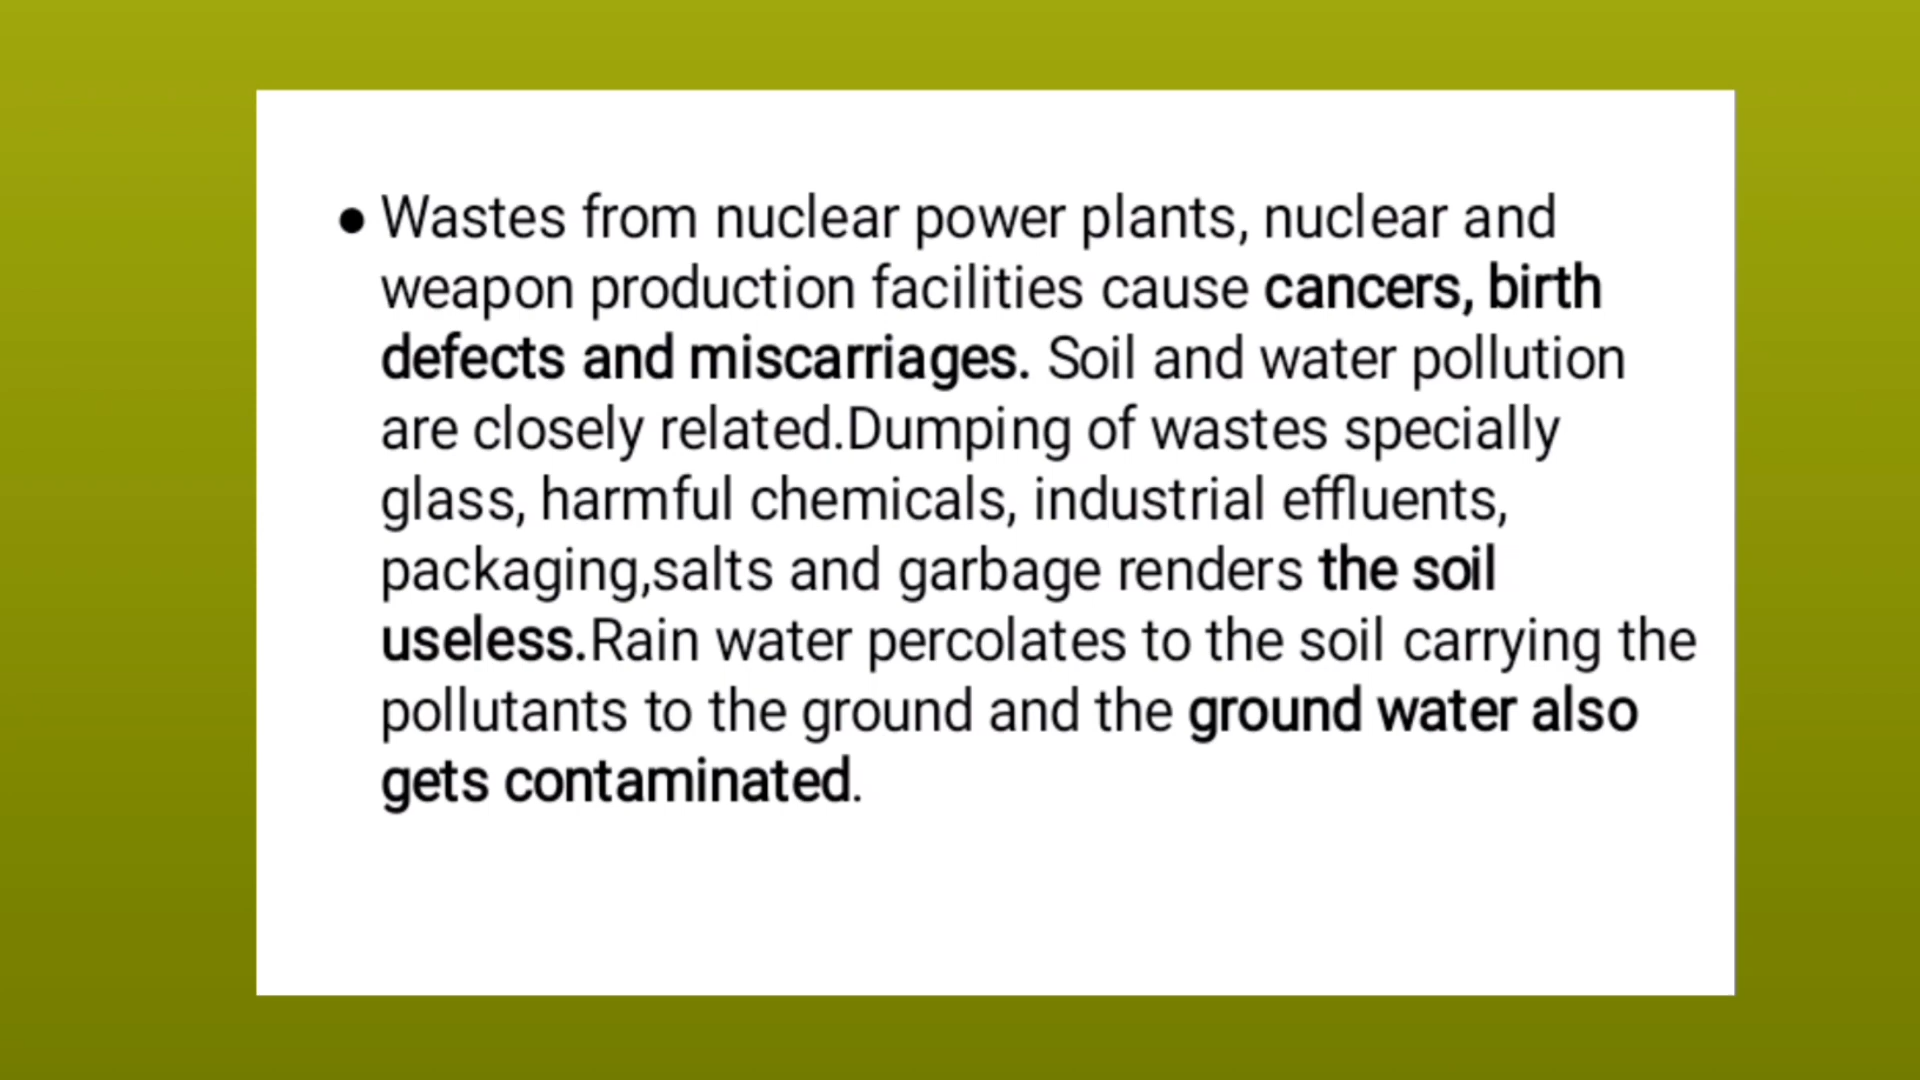 ● Wastes from nuclear power plants, nuclear and
weapon production facilities cause cancers, birth
defects and miscarriages. Soil and water pollution
are closely related.Dumping of wastes specially
glass, harmful chemicals, industrial effluents,
packaging,salts and garbage renders the soil
useless.Rain water percolates to the soil carrying the
pollutants to the ground and the ground water also
gets contaminated.